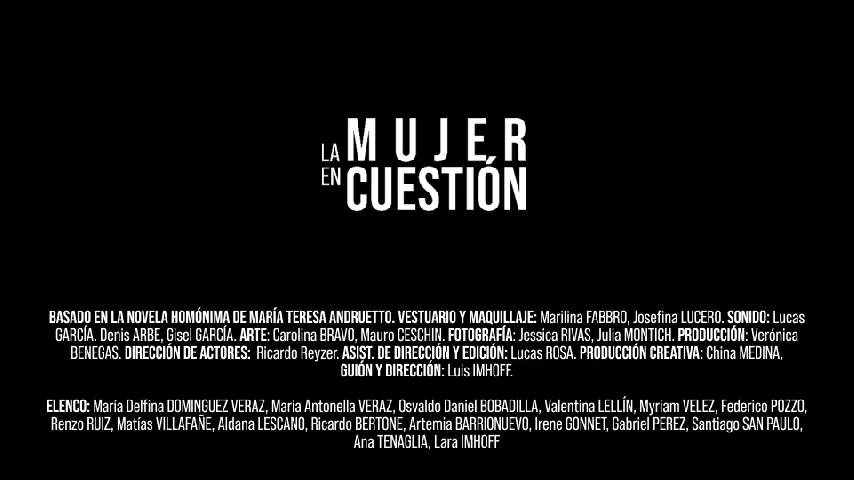 LA MUJER
EN CUESTIÓN
BASADO EN LA NOVELA HOMÓNIMA DE MARÍA TERESA ANDRUETTO. VESTUARIO Y MAQUILLAJE: Marilina FABBRO, Josefina LUCERO. SONIDO: Lucas
GARCÍA. Denis ARBE, Gisel GARCÍA. ARTE: Carolina BRAVO, Mauro CESCHIN. FOTOGRAFÍA: Jessica RIVAS, Julia MONTICH. PRODUCCIÓN: Verónica
BENEGAS. DIRECCIÓN DE ACTORES: Ricardo Reyzer. ASIST. DE DIRECCIÓN Y EDICIÓN: Lucas ROSA. PRODUCCIÓN CREATIVA: China MEDINA,
GUIÓN Y DIRECCIÓN: Luis IMHOFF.
ELENCO: María Delfina DOMINGUEZ VERAZ, Maria Antonella VERAZ, Osvaldo Daniel BOBADILLA, Valentina LELLÍN, Myriam VELEZ, Federico POZZO,
Renzo RUIZ, Matías VILLAFAÑE, Aldana LESCANO, Ricardo BERTONE, Artemia BARRIONUEVO, Irene GONNET, Gabriel PEREZ, Santiago SAN PAULO,
Ana TENAGLIA, Lara IMHOFF